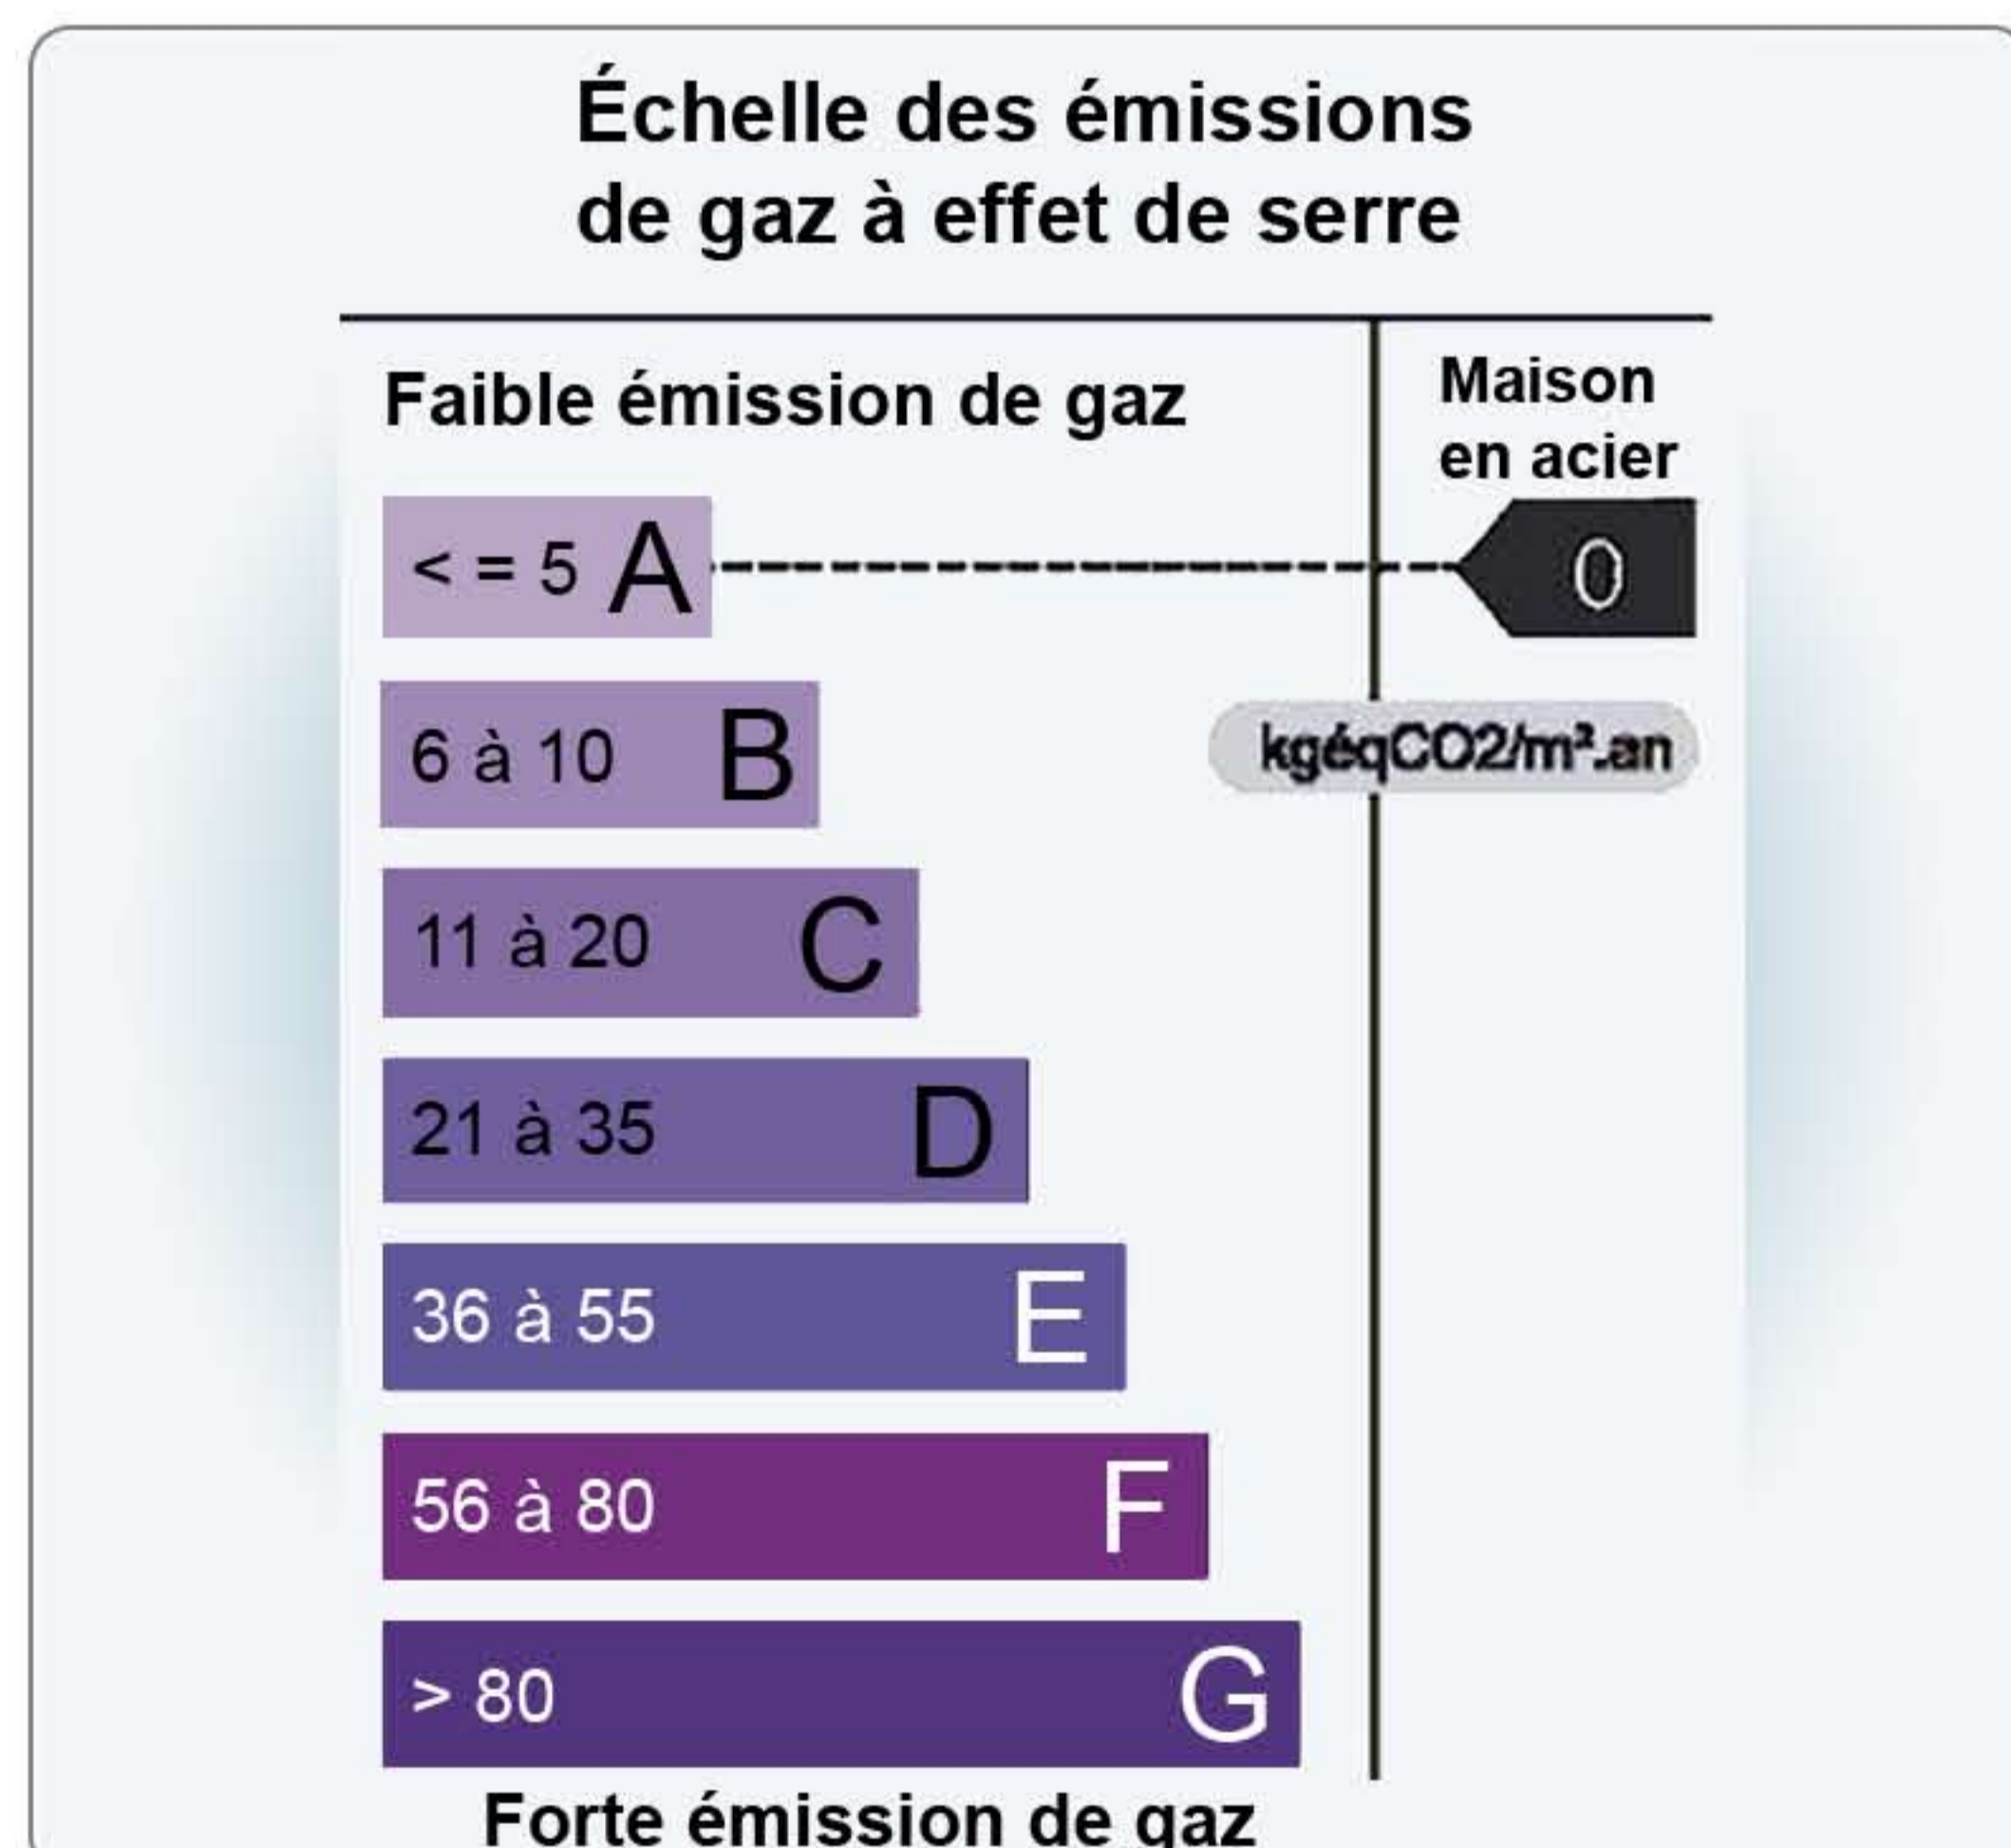 Échelle des émissions
de gaz à effet de serre
Faible émission de gaz
Maison
en acier
< = 5 A
0
6 à 10 B
kgéqCO2/m².an
11 à 20 C
21 à 35 D
36 à 55 E
56 à 80 F
> 80 G
Forte émission de gaz